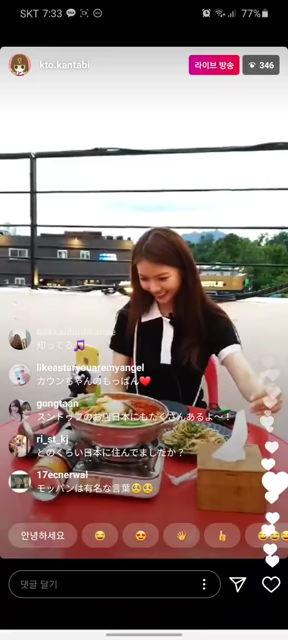 SKT 7:33
77%
kto.kantabi
라이브 방송
346
知ってる
likeastaryouaremyangel
カウンちゃんのもっぱん❤️
gongtaan
スントゥブのお店日本にもたくさんあるよ〜！
ri_st_kj
どのくらい日本に住んでましたか？
17ecnerwal
モッパンは有名な言葉
안녕하세요
댓글 달기